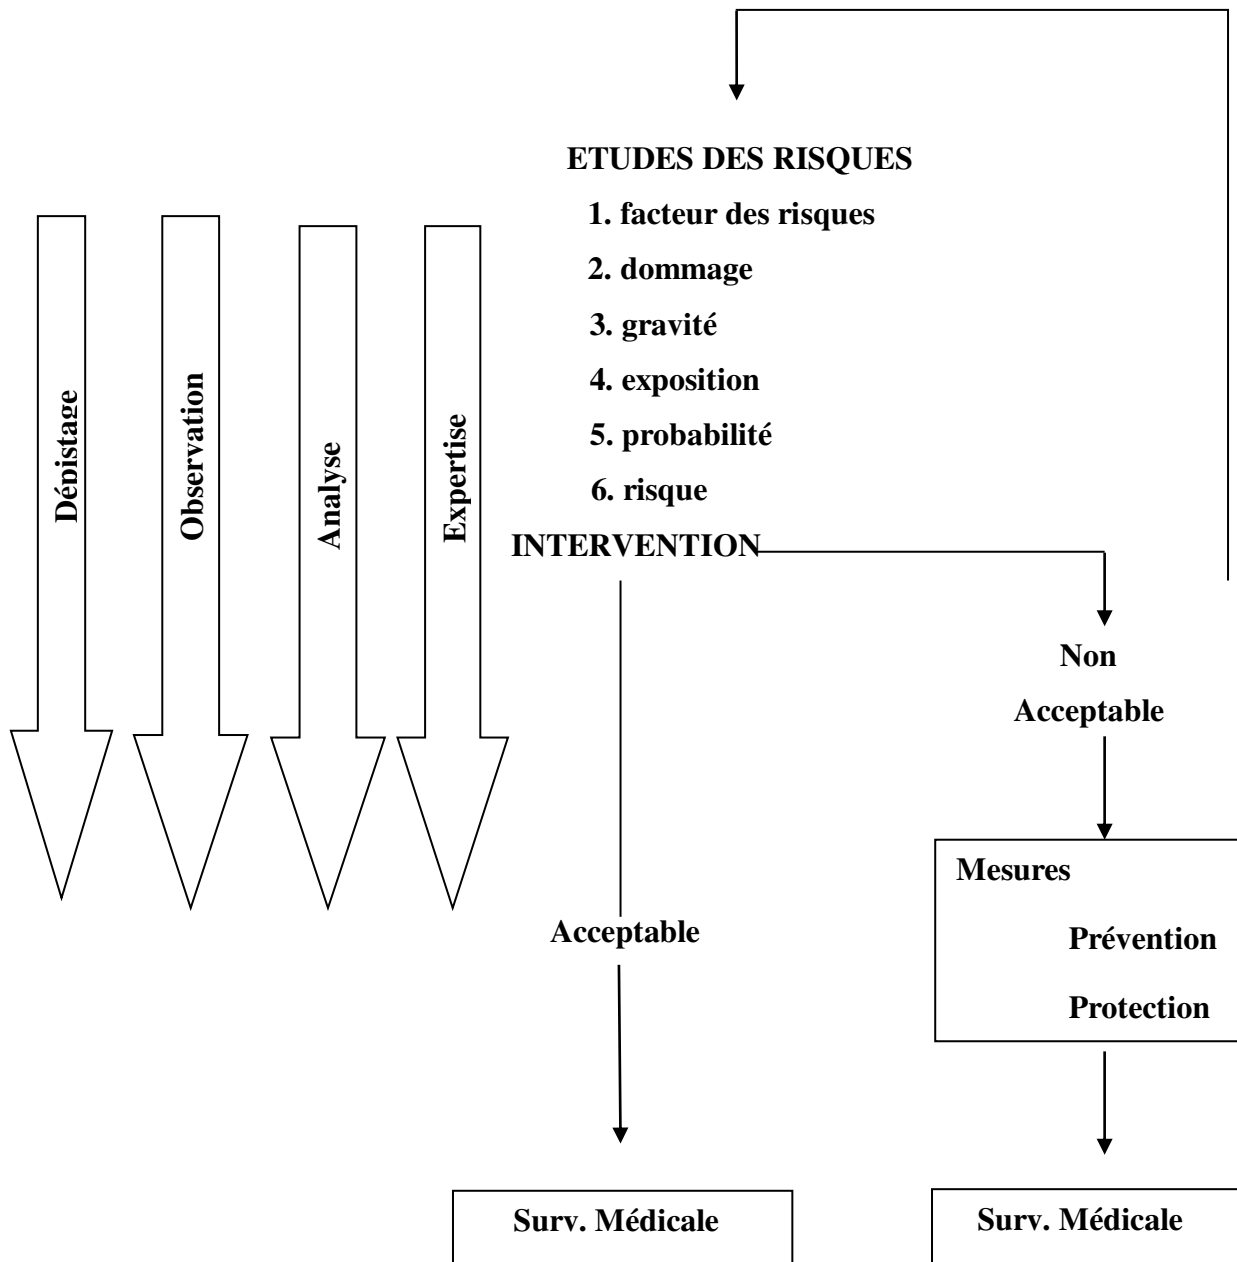 ETUDES DES RISQUES
1. facteur des risques
2. dommage
3. gravité
4. exposition
5. probabilité
6. risque
INTERVENTION
Dépistage
Observation
Analyse
Expertise
Non
Acceptable
Mesures
Prévention
Protection
Acceptable
Surv. Médicale
Surv. Médicale